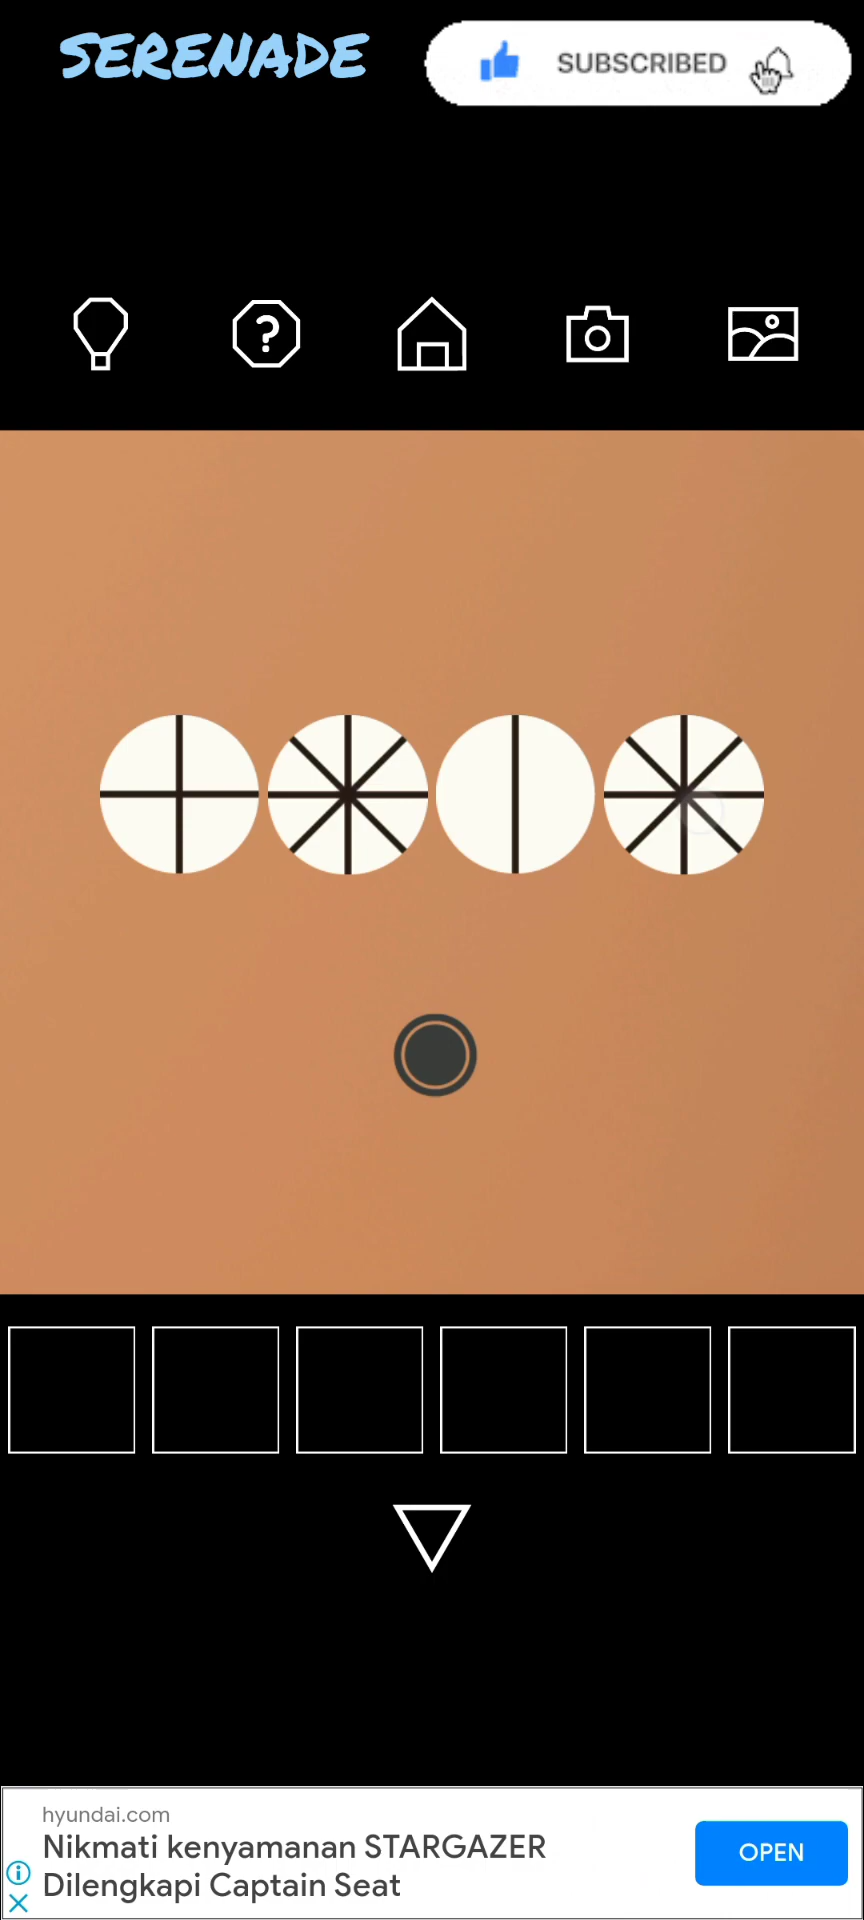 SERENADE
SUBSCRIBED
?
hyundai.com
Nikmati kenyamanan STARGAZER
Dilengkapi Captain Seat
OPEN